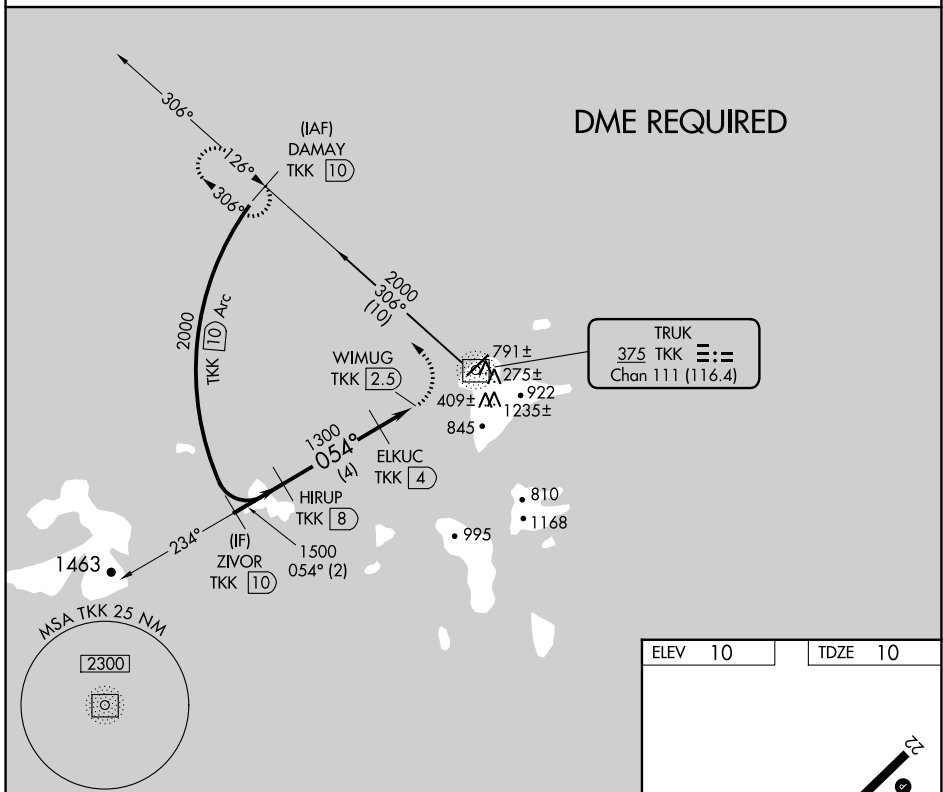 DME REQUIRED
306°
(IAF)
DAMAY
TKK 10
126°
306°
2000
306°
(10)
2000
TKK 10 Arc
TRUK
375 TKK
Chan 111 (116.4)
791±
275±
922
409±
1235±
845
WIMUG
TKK 2.5
1300
054°
(4)
ELKUC
TKK 4
HIRUP
TKK 8
810
1168
995
234°
(IF)
ZIVOR
TKK 10
1500
054° (2)
1463
MSA TKK 25 NM
2300
ELEV 10
TDZE 10
22
P